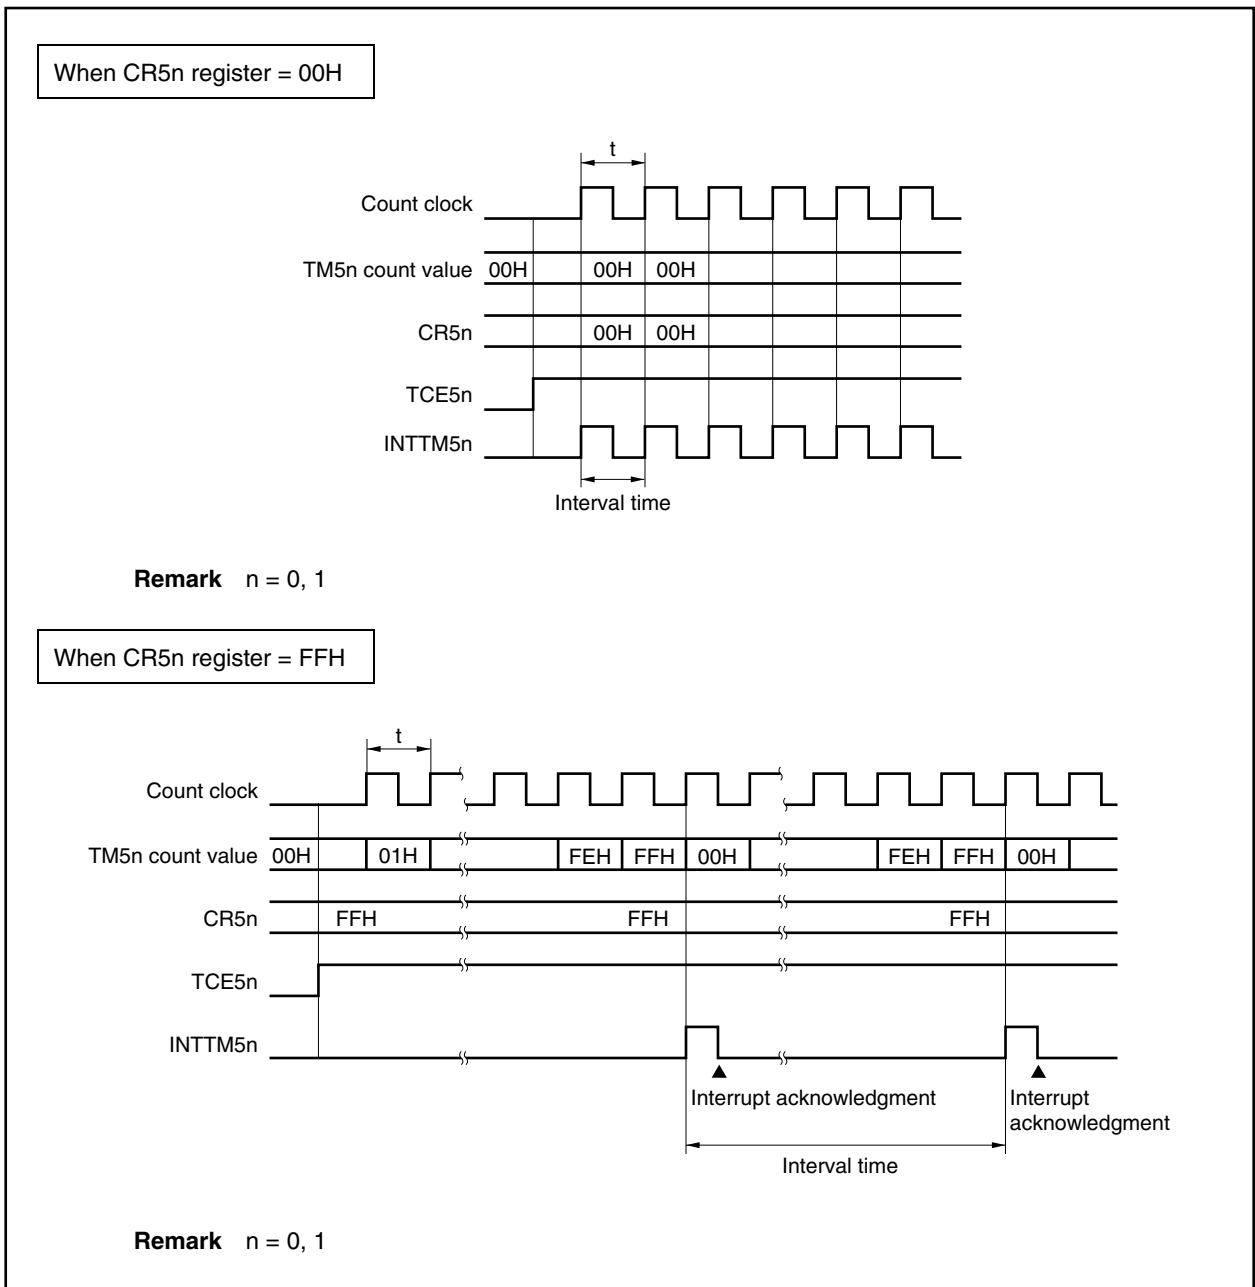 When CR5n register = 00H
t
Count clock
TM5n count value 00H 00H 00H
CR5n 00H 00H
TCE5n
INTTM5n
Interval time
Remark n = 0, 1
When CR5n register = FFH
t
Count clock
TM5n count value 00H 01H FEH FFH 00H FEH FFH 00H
CR5n FFH FFH FFH
TCE5n
INTTM5n
Interrupt acknowledgment Interrupt
acknowledgment
Interval time
Remark n = 0, 1